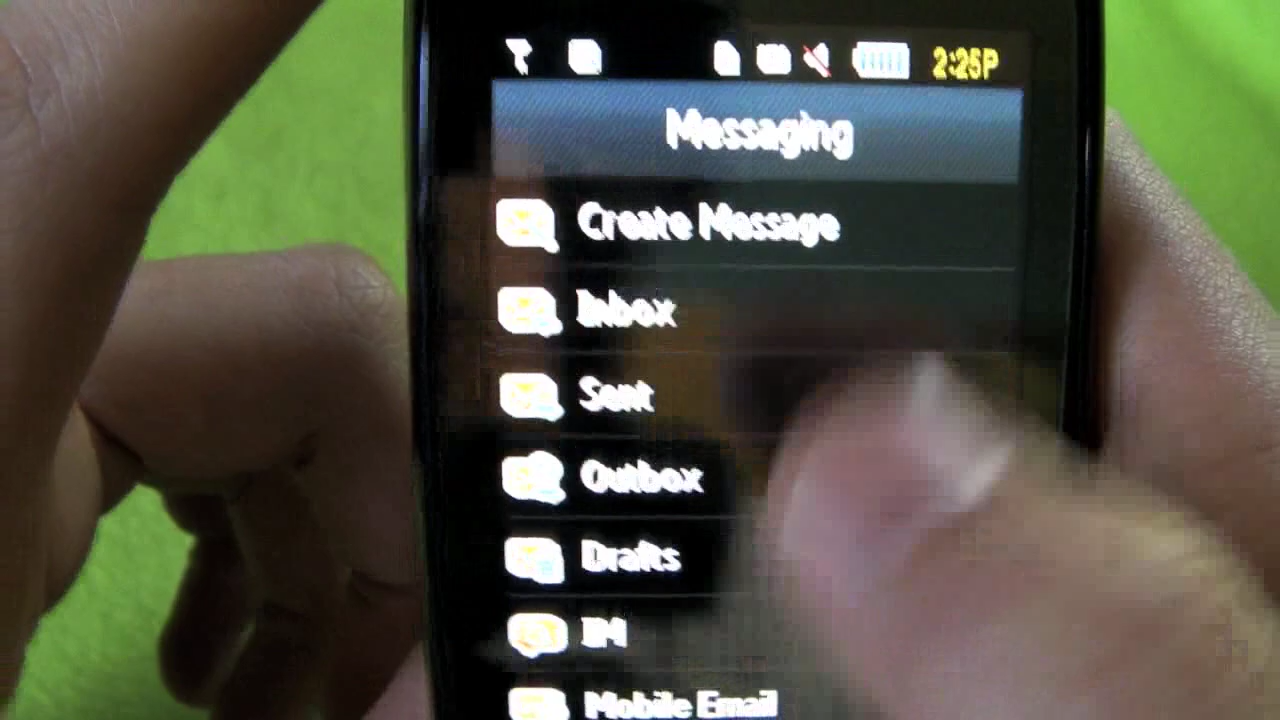 2:25P
Messaging
Create Message
Inbox
Sent
Outbox
Drafts
IM
Mobile Email